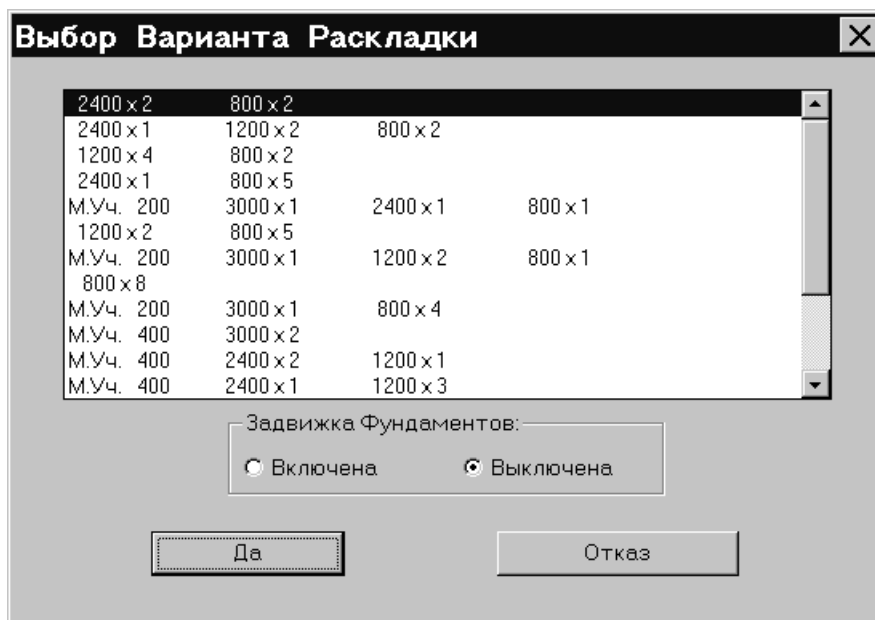 Выбор Варианта Раскладки
2400 x 2 800 x 2
2400 x 1 1200 x 2 800 x 2
1200 x 4 800 x 2
2400 x 1 800 x 5
М.Уч. 200 3000 x 1 2400 x 1 800 x 1
1200 x 2 800 x 5
М.Уч. 200 3000 x 1 1200 x 2 800 x 1
800 x 8
М.Уч. 200 3000 x 1 800 x 4
М.Уч. 400 3000 x 2
М.Уч. 400 2400 x 2 1200 x 1
М.Уч. 400 2400 x 1 1200 x 3
Задвижка Фундаментов:
Включена Выключена
Да Отказ